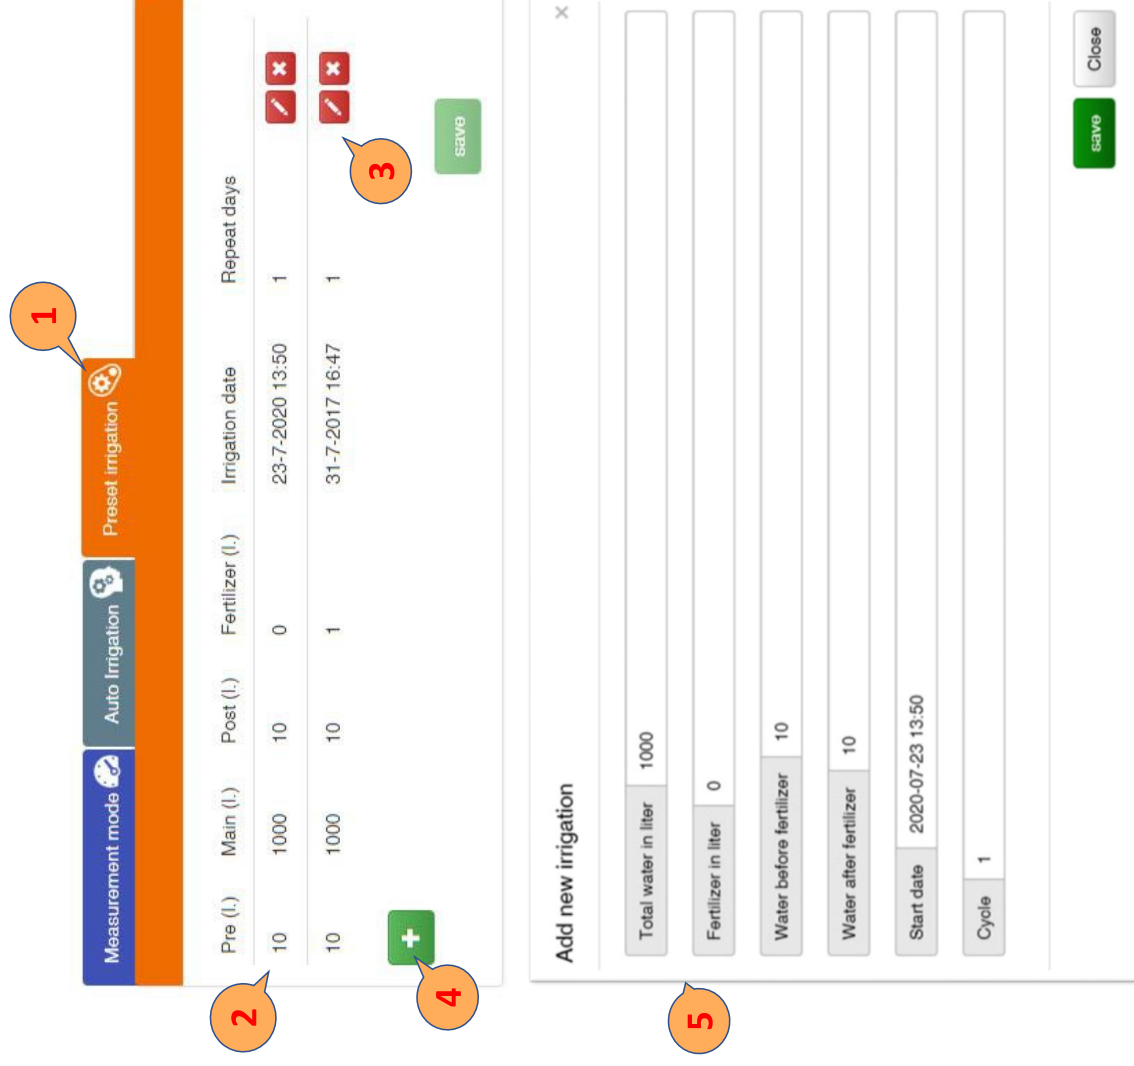 1
Measurement mode Auto Irrigation Preset irrigation
Pre (l.) Main (l.) Post (l.) Fertilizer (l.) Irrigation date Repeat days
2
10 1000 10 0 23-7-2020 13:50 1
10 1000 10 1 31-7-2017 16:47 1
3
4
+
save
Add new irrigation ×
Total water in liter 1000
5
Fertilizer in liter 0
Water before fertilizer 10
Water after fertilizer 10
Start date 2020-07-23 13:50
Cycle 1
save Close